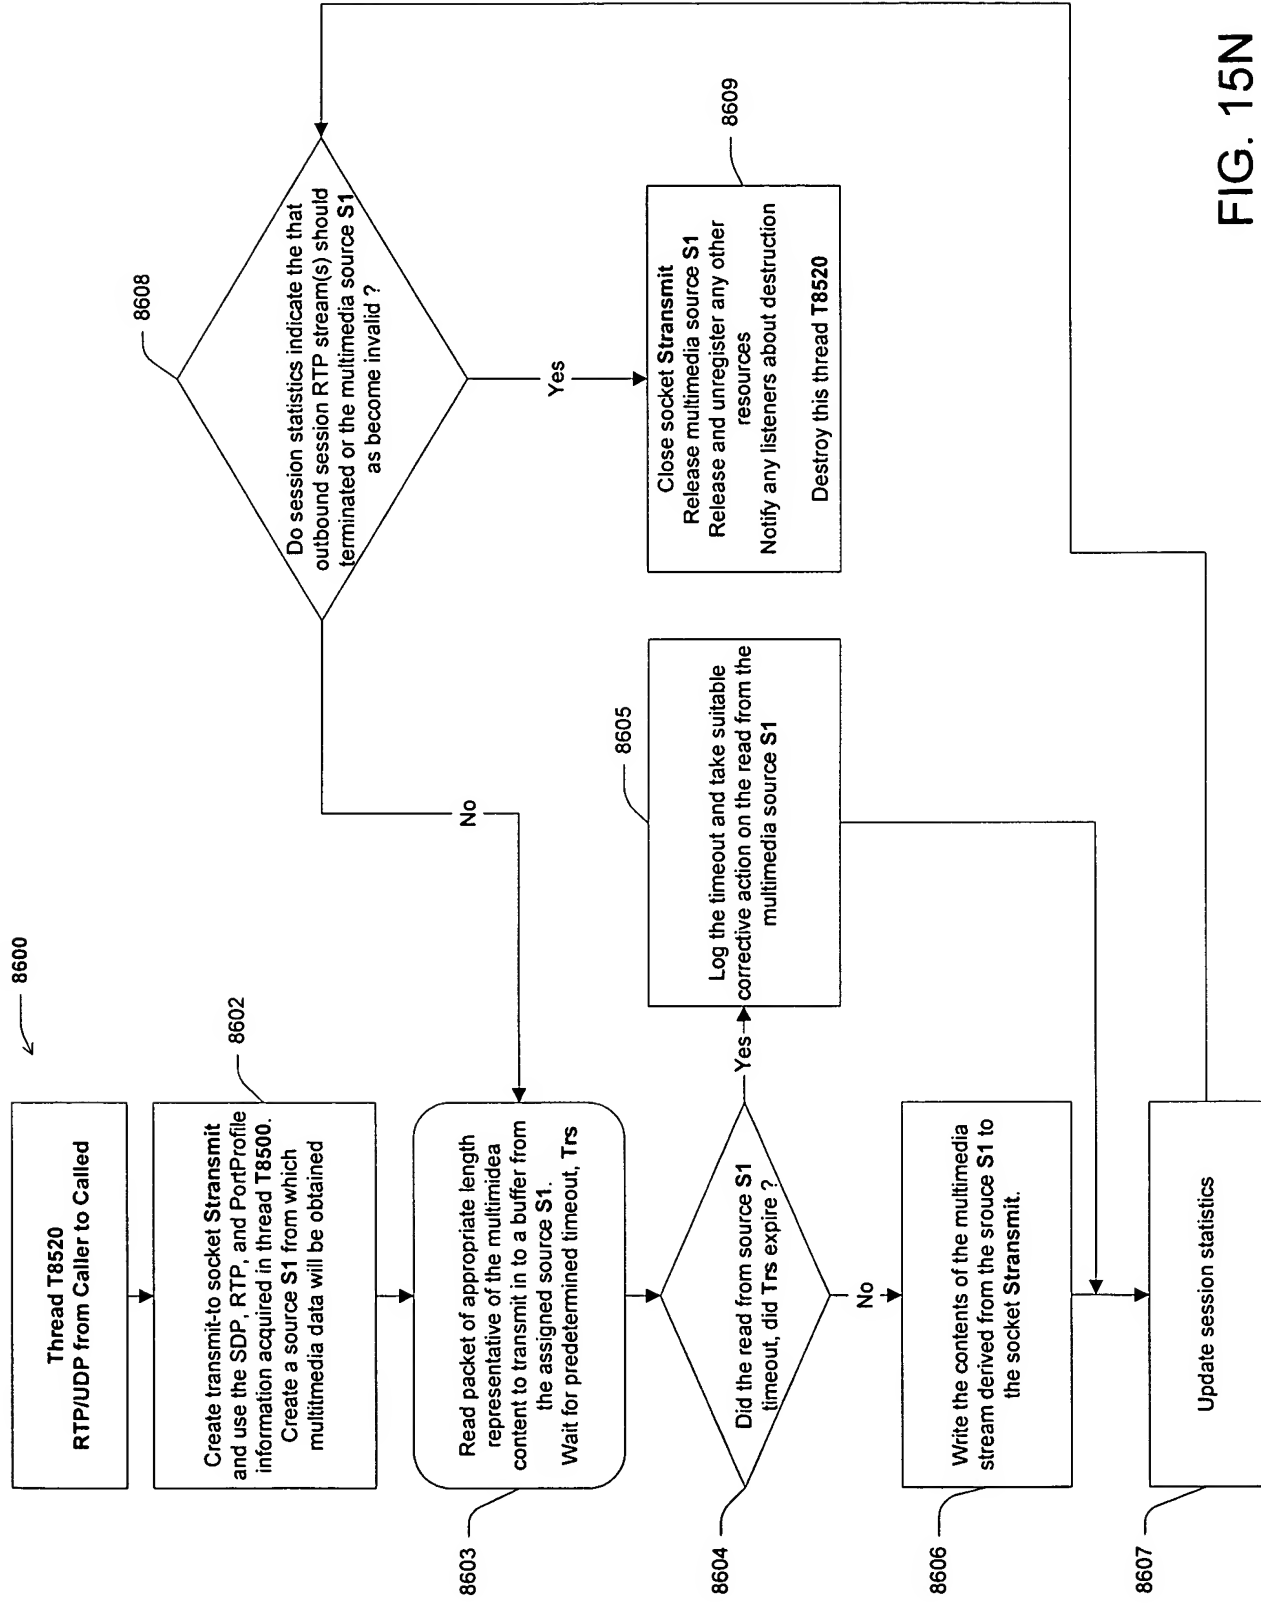 8600
Thread T8520
RTP/UDP from Caller to Called
8602
Create transmit-to socket Stransmit
and use the SDP, RTP, and PortProfile
information acquired in thread T8500.
Create a source S1 from which
multitmedia data will be obtained
8603
Read packet of appropriate length
representative of the multimidea
content to transmit in to a buffer from
the assigned source S1.
Wait for predetermined timeout, Trs
8604
Did the read from source S1
timeout, did Trs expire ?
Yes
No
8605
Log the timeout and take suitable
corrective action on the read from the
multimedia source S1
8606
Write the contents of the multimedia
stream derived from the srouce S1 to
the socket Stransmit.
8607
Update session statistics
8608
Do session statistics indicate the that
outbound session RTP stream(s) should
terminated or the multimedia source S1
as become invalid ?
No
Yes
8609
Close socket Stransmit
Release multimedia source S1
Release and unregister any other
resources
Notify any listeners about destruction
Destroy this thread T8520
FIG. 15N